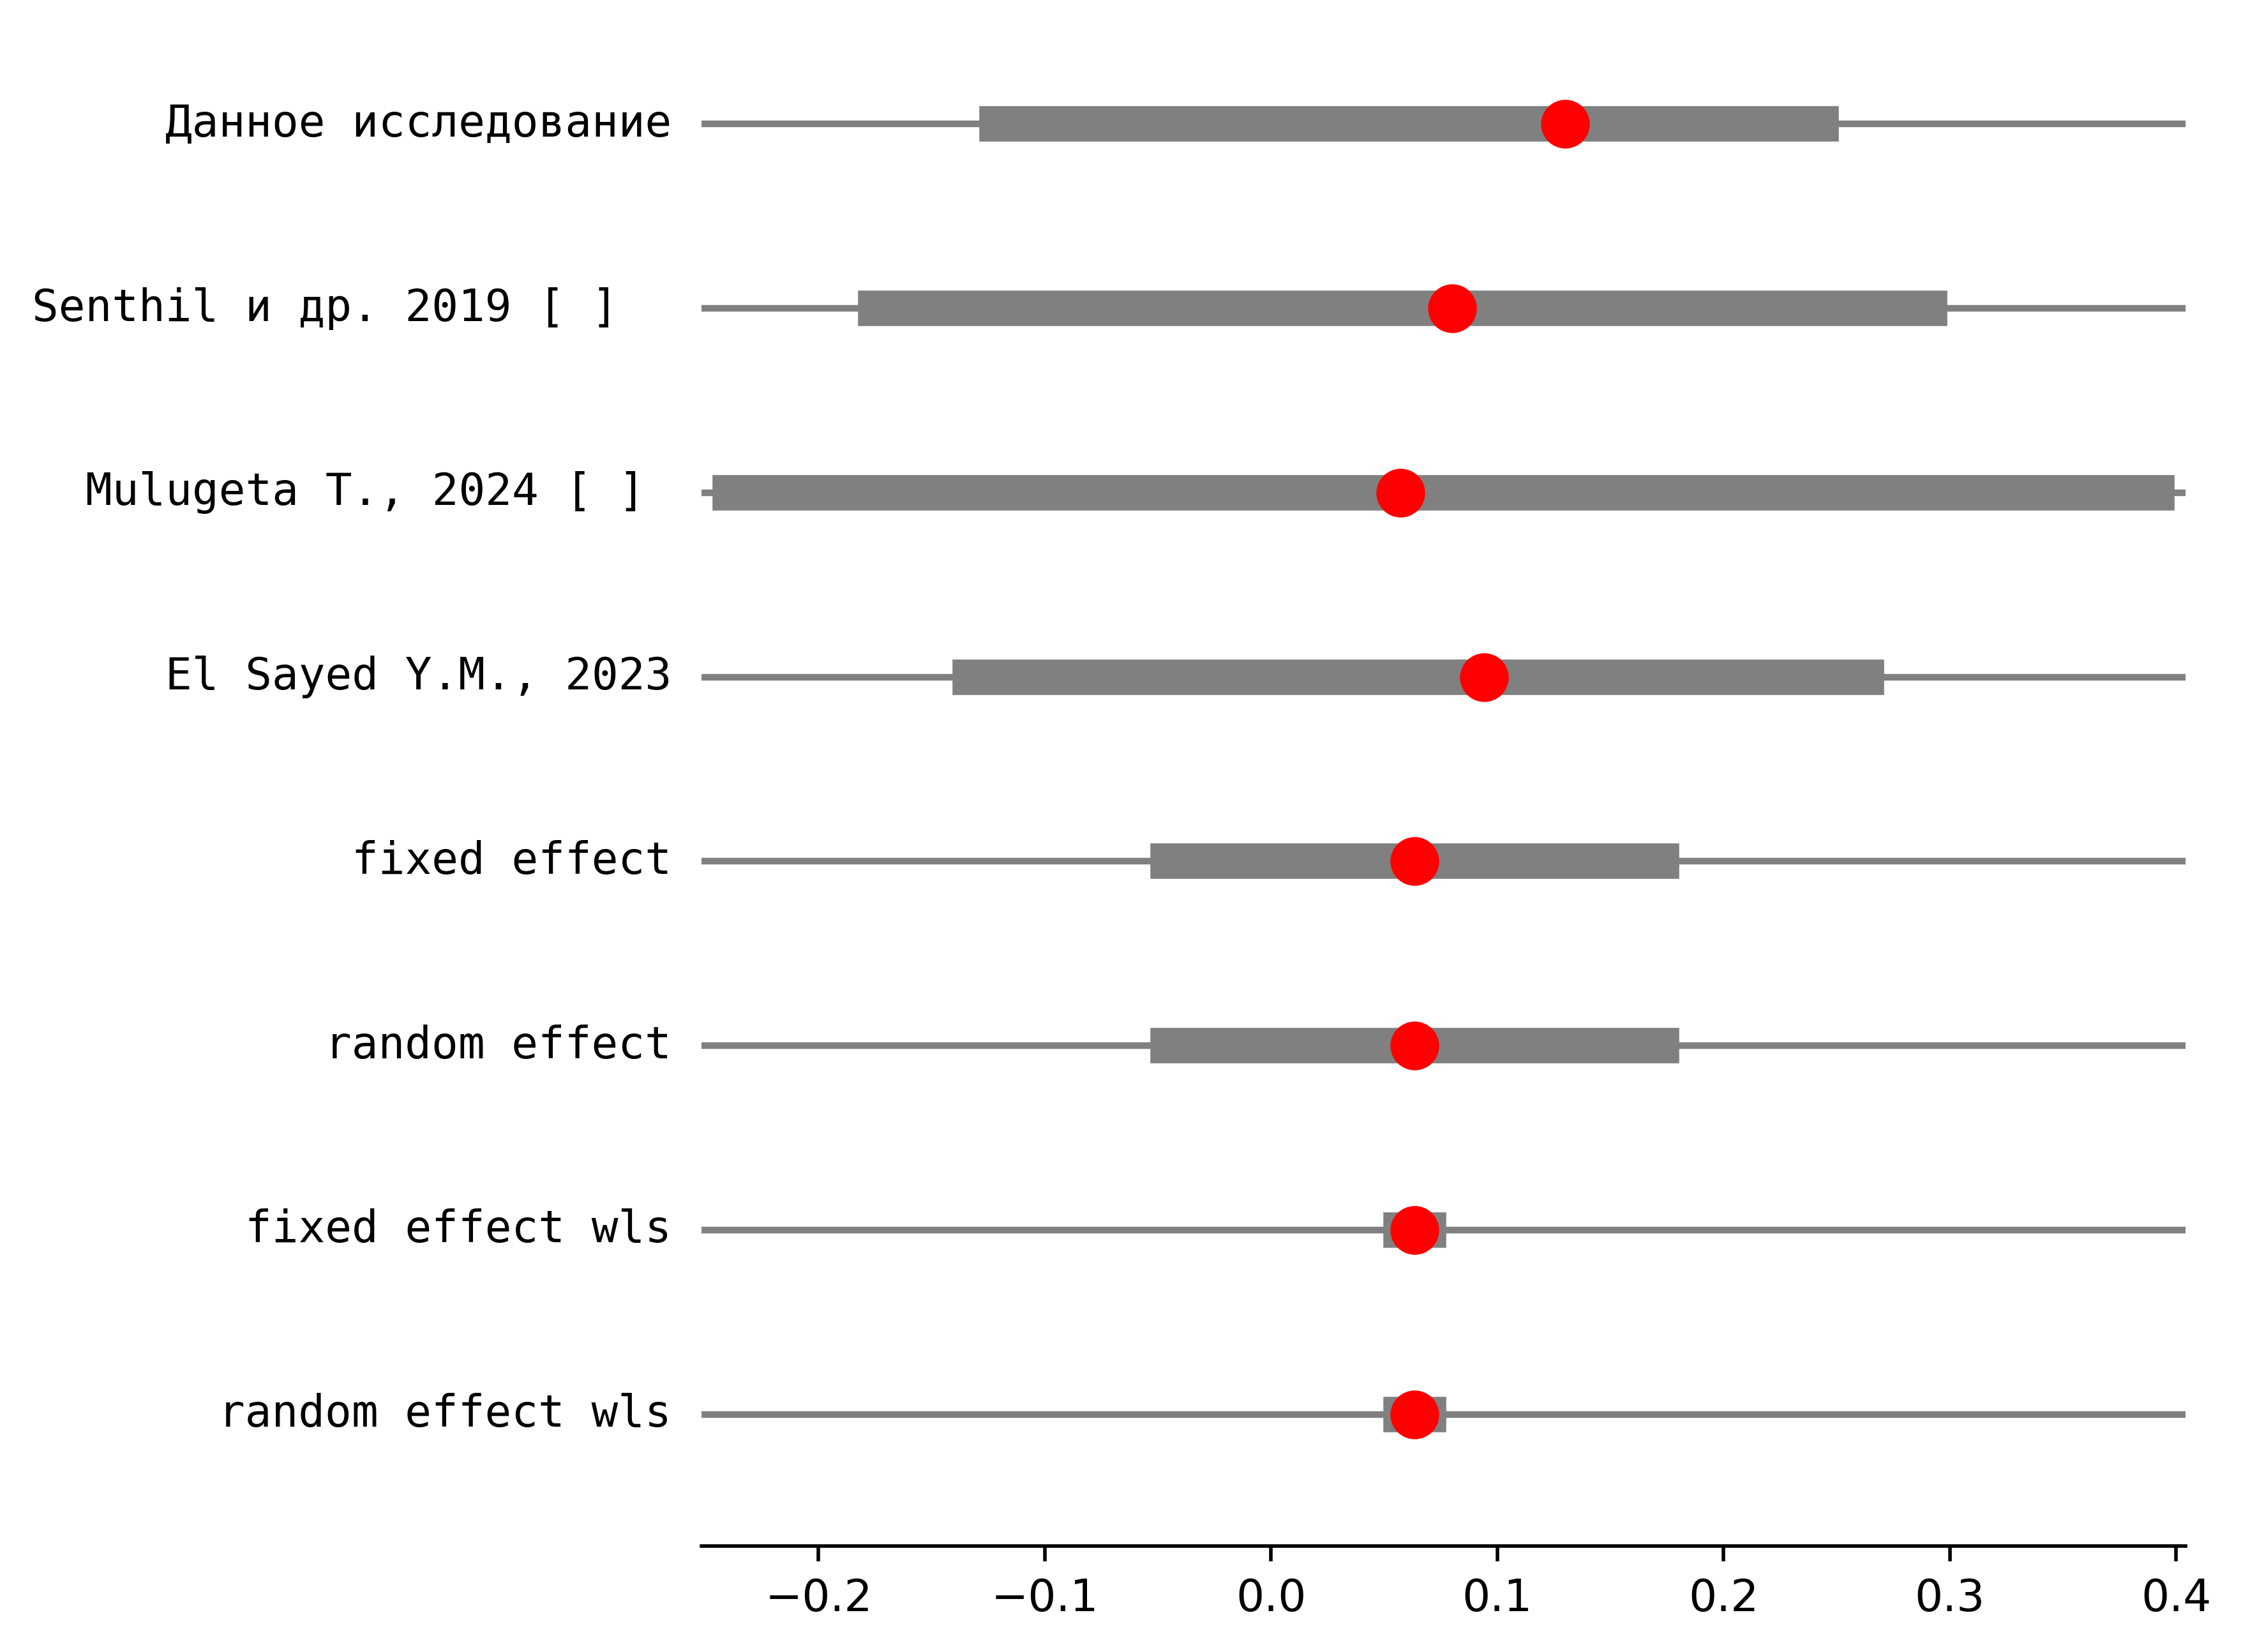 Данное исследование
Senthil и др. 2019 [ ]
Mulugeta T., 2024 [ ]
El Sayed Y.M., 2023
fixed effect
random effect
fixed effect wls
random effect wls
−0.2 −0.1 0.0 0.1 0.2 0.3 0.4